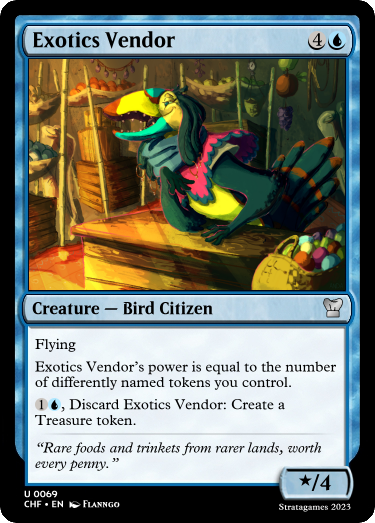 Exotics Vendor 4
Creature — Bird Citizen
Flying
Exotics Vendor's power is equal to the number
of differently named tokens you control.
1, Discard Exotics Vendor: Create a
Treasure token.
“Rare foods and trinkets from rarer lands, worth
every penny.”
★/4
U 0069
CHF • EN FLANNGO
Stratagames 2023